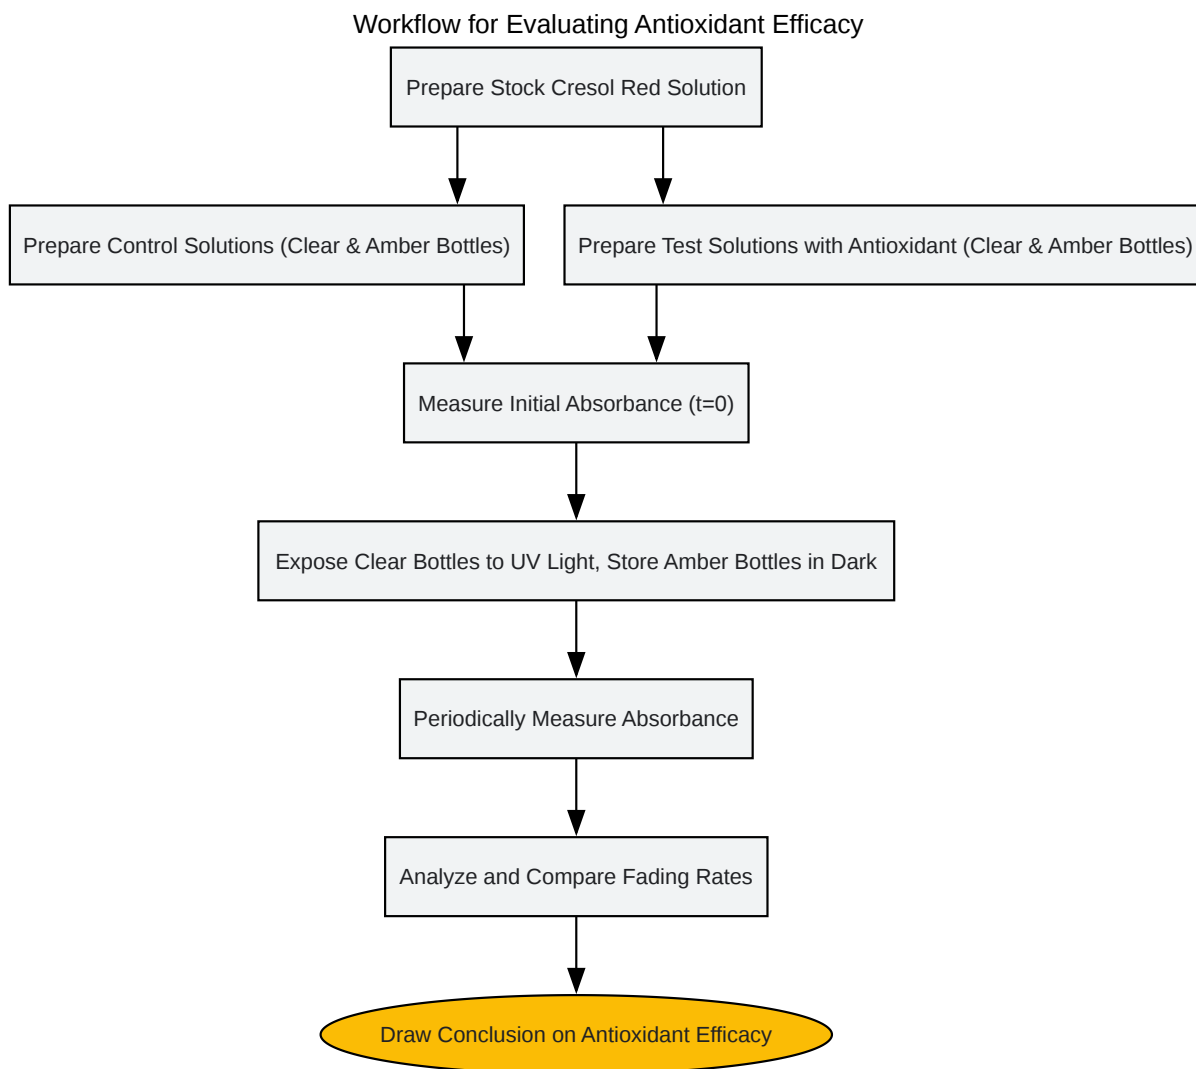 Workflow for Evaluating Antioxidant Efficacy
Prepare Stock Cresol Red Solution
Prepare Control Solutions (Clear & Amber Bottles)
Prepare Test Solutions with Antioxidant (Clear & Amber Bottles)
Measure Initial Absorbance (t=0)
Expose Clear Bottles to UV Light, Store Amber Bottles in Dark
Periodically Measure Absorbance
Analyze and Compare Fading Rates
Draw Conclusion on Antioxidant Efficacy